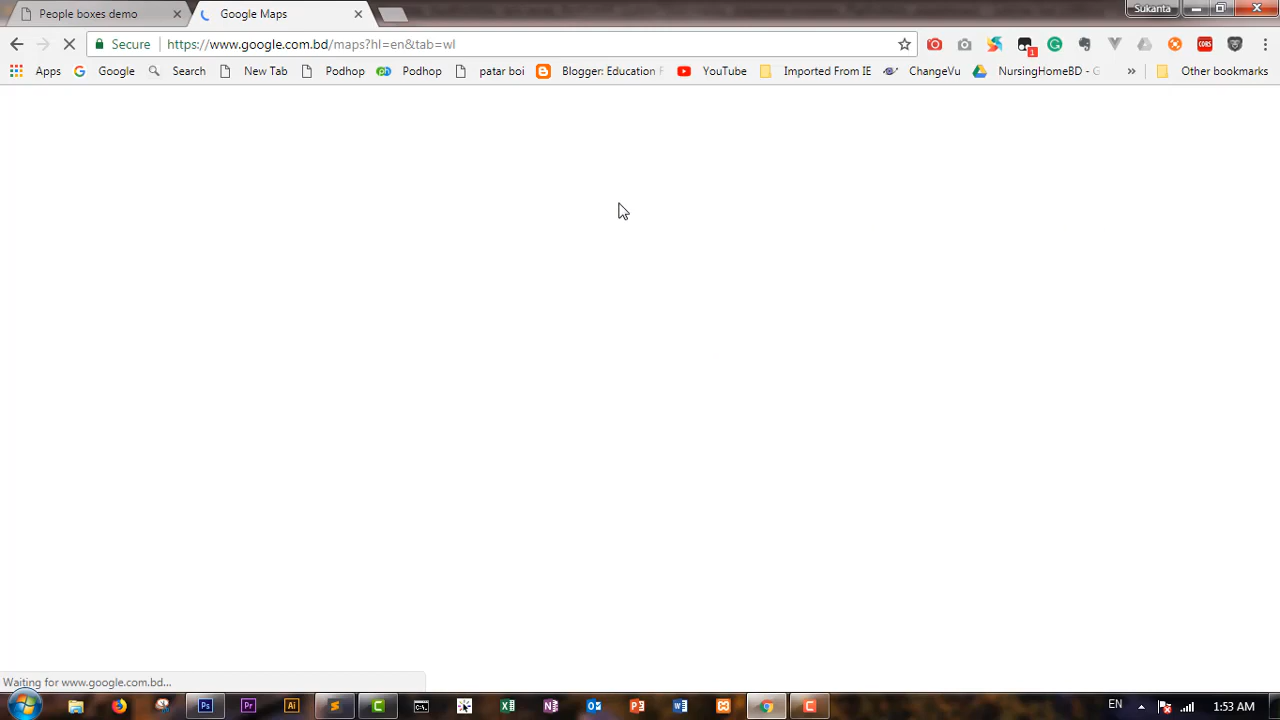 People boxes demo
Google Maps
Sukanta
Secure
https://www.google.com.bd/maps?hl=en&tab=wl
CORS
1
Apps
Google
Search
New Tab
Podhop
Podhop
patar boi
Blogger: Education F
YouTube
Imported From IE
ChangeVu
NursingHomeBD - G
Other bookmarks
Waiting for www.google.com.bd...
EN
1:53 AM